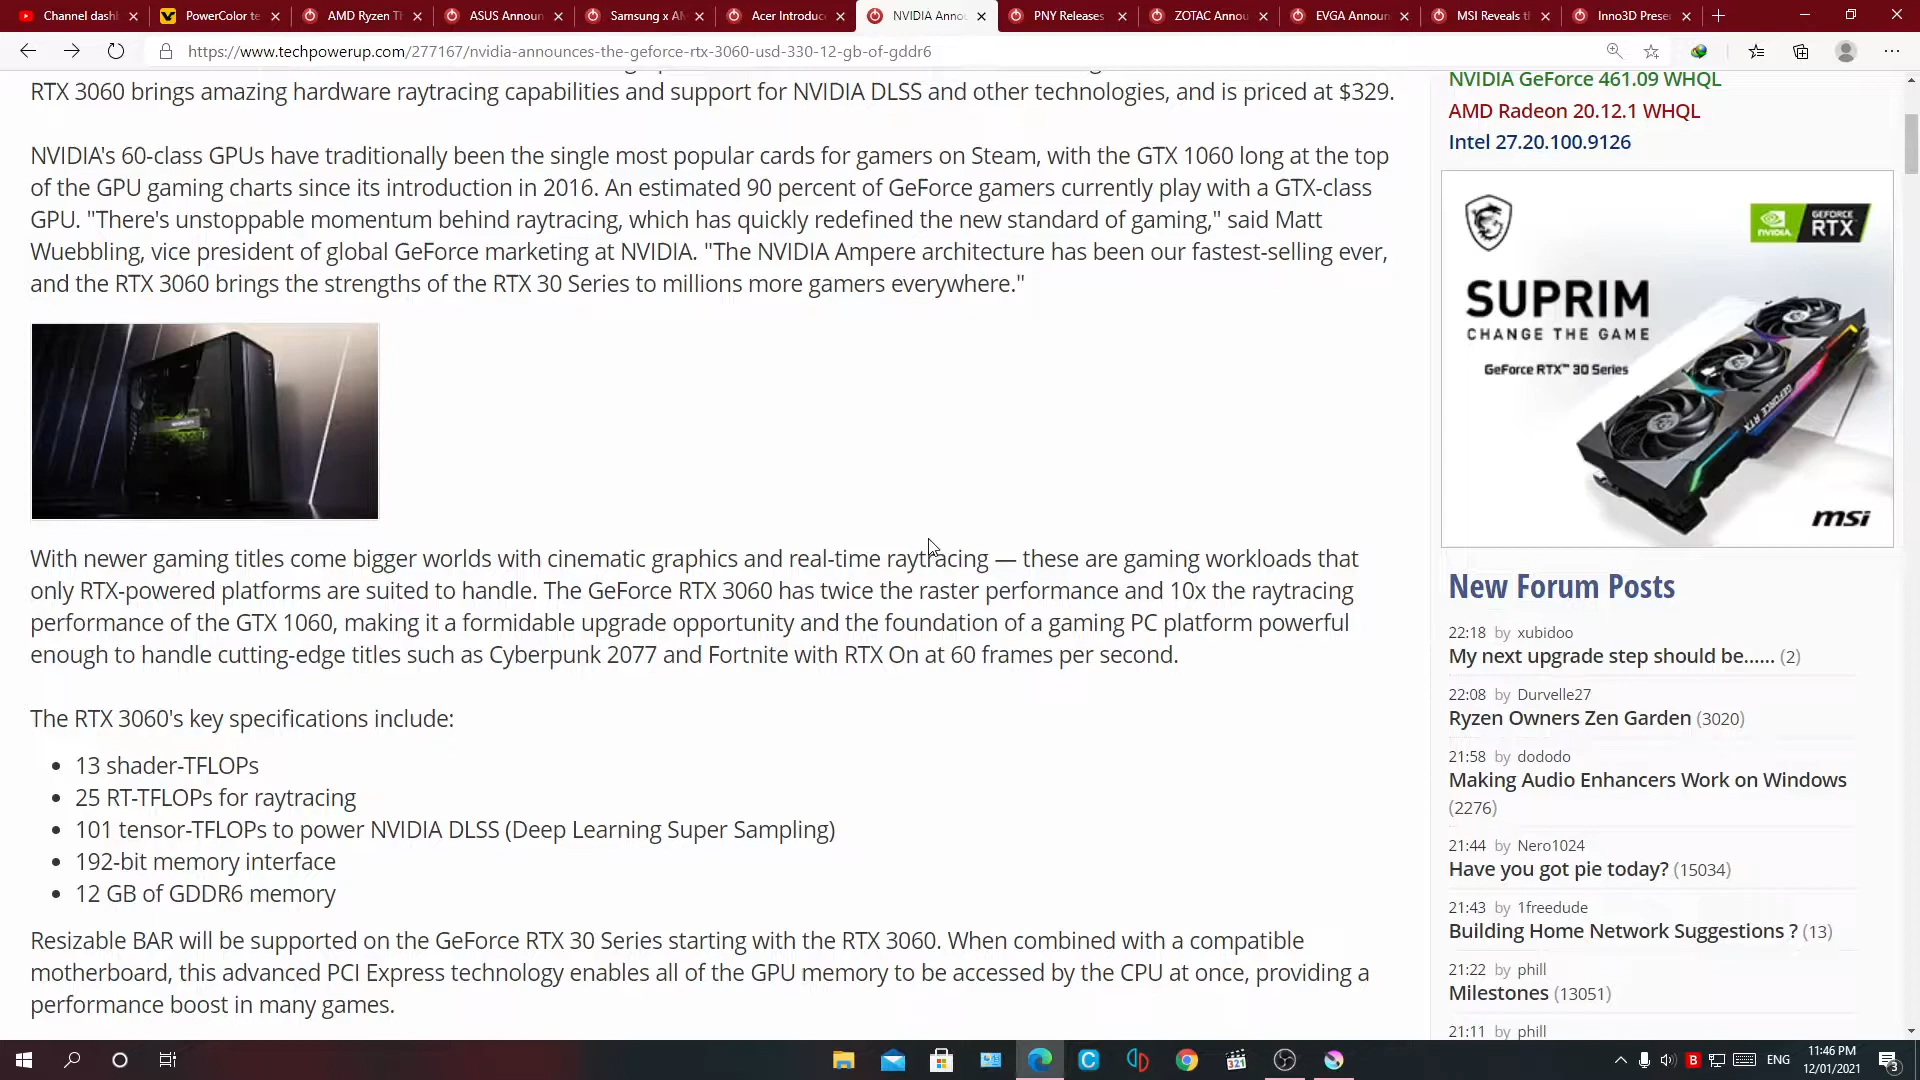 Channel dash
PowerColor te
AMD Ryzen Th
ASUS Announ
Samsung x AM
Acer Introduc
NVIDIA Anno
PNY Releases
ZOTAC Annou
EVGA Announ
MSI Reveals t
Inno3D Prese
https://www.techpowerup.com/277167/nvidia-announces-the-geforce-rtx-3060-usd-330-12-gb-of-gddr6
RTX 3060 brings amazing hardware raytracing capabilities and support for NVIDIA DLSS and other technologies, and is priced at $329.
NVIDIA's 60-class GPUs have traditionally been the single most popular cards for gamers on Steam, with the GTX 1060 long at the top
of the GPU gaming charts since its introduction in 2016. An estimated 90 percent of GeForce gamers currently play with a GTX-class
GPU. "There's unstoppable momentum behind raytracing, which has quickly redefined the new standard of gaming," said Matt
Wuebbling, vice president of global GeForce marketing at NVIDIA. "The NVIDIA Ampere architecture has been our fastest-selling ever,
and the RTX 3060 brings the strengths of the RTX 30 Series to millions more gamers everywhere."
With newer gaming titles come bigger worlds with cinematic graphics and real-time raytracing — these are gaming workloads that
only RTX-powered platforms are suited to handle. The GeForce RTX 3060 has twice the raster performance and 10x the raytracing
performance of the GTX 1060, making it a formidable upgrade opportunity and the foundation of a gaming PC platform powerful
enough to handle cutting-edge titles such as Cyberpunk 2077 and Fortnite with RTX On at 60 frames per second.
The RTX 3060's key specifications include:
• 13 shader-TFLOPs
• 25 RT-TFLOPs for raytracing
• 101 tensor-TFLOPs to power NVIDIA DLSS (Deep Learning Super Sampling)
• 192-bit memory interface
• 12 GB of GDDR6 memory
Resizable BAR will be supported on the GeForce RTX 30 Series starting with the RTX 3060. When combined with a compatible
motherboard, this advanced PCI Express technology enables all of the GPU memory to be accessed by the CPU at once, providing a
performance boost in many games.
NVIDIA GeForce 461.09 WHQL
AMD Radeon 20.12.1 WHQL
Intel 27.20.100.9126
NVIDIA
GEFORCE
RTX
SUPRIM
CHANGE THE GAME
GeForce RTX™ 30 Series
GEFORCE RTX
msi
New Forum Posts
22:18 by xubidoo
My next upgrade step should be...... (2)
22:08 by Durvelle27
Ryzen Owners Zen Garden (3020)
21:58 by dododo
Making Audio Enhancers Work on Windows
(2276)
21:44 by Nero1024
Have you got pie today? (15034)
21:43 by 1freedude
Building Home Network Suggestions ? (13)
21:22 by phill
Milestones (13051)
21:11 by phill
ENG
11:46 PM
12/01/2021
3